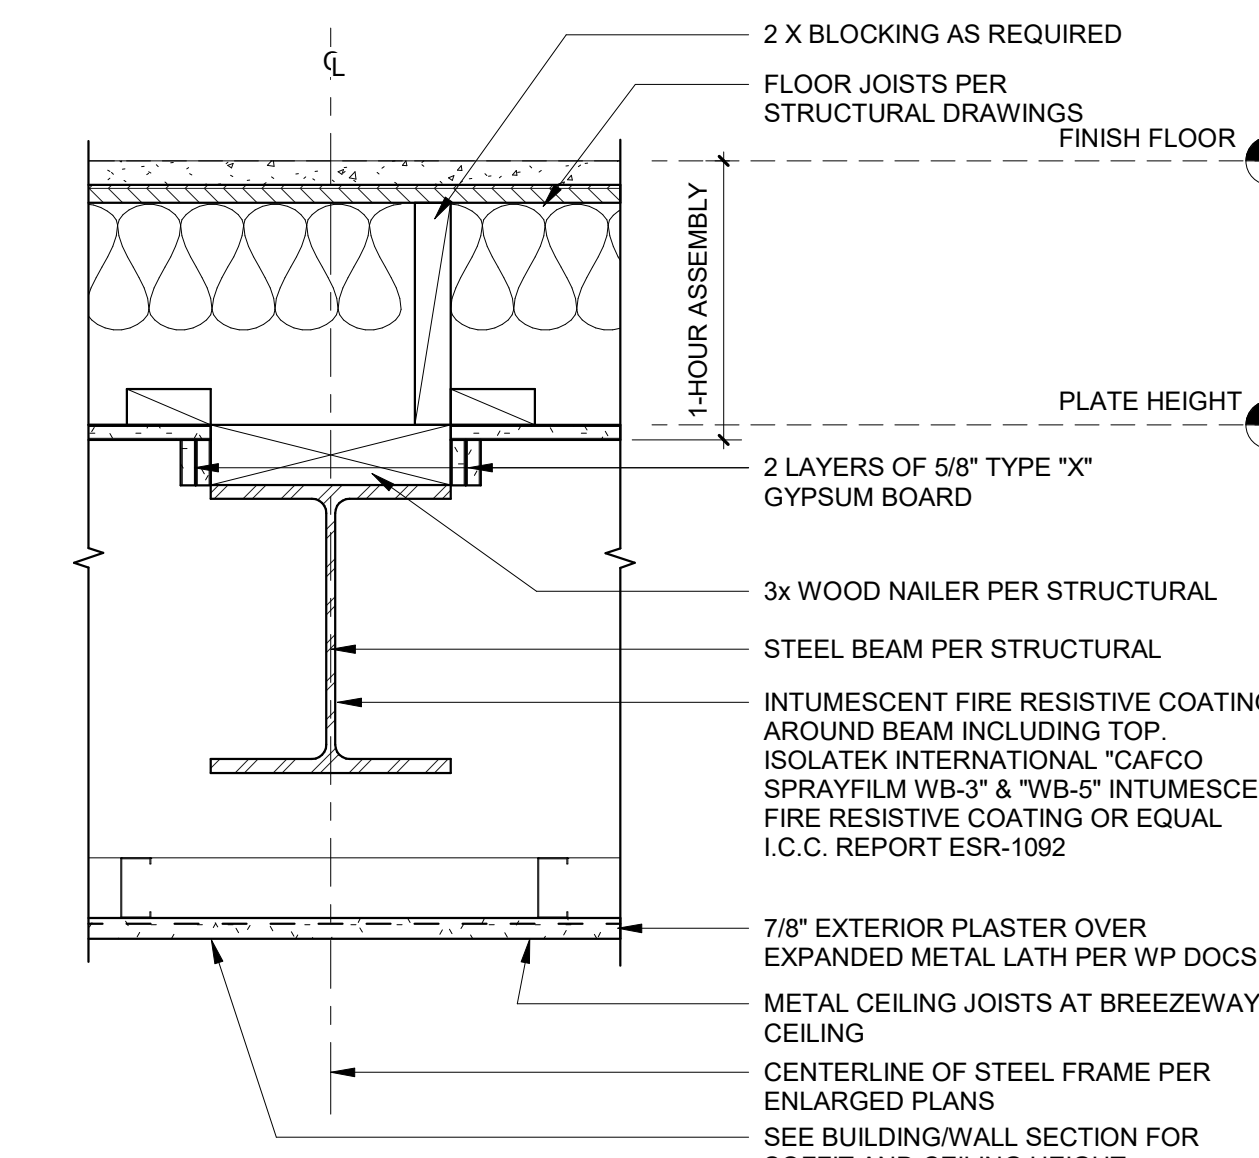 ℄
2 X BLOCKING AS REQUIRED
FLOOR JOISTS PER
STRUCTURAL DRAWINGS
FINISH FLOOR
1-HOUR ASSEMBLY
PLATE HEIGHT
2 LAYERS OF 5/8" TYPE "X"
GYPSUM BOARD
3x WOOD NAILER PER STRUCTURAL
STEEL BEAM PER STRUCTURAL
INTUMESCENT FIRE RESISTIVE COATING
AROUND BEAM INCLUDING TOP.
ISOLATEK INTERNATIONAL "CAFCO
SPRAYFILM WB-3" & "WB-5" INTUMESCE
FIRE RESISTIVE COATING OR EQUAL
I.C.C. REPORT ESR-1092
7/8" EXTERIOR PLASTER OVER
EXPANDED METAL LATH PER WP DOCS
METAL CEILING JOISTS AT BREEZEWAY
CEILING
CENTERLINE OF STEEL FRAME PER
ENLARGED PLANS
SEE BUILDING/WALL SECTION FOR
SOFFIT AND CEILING HEIGHT